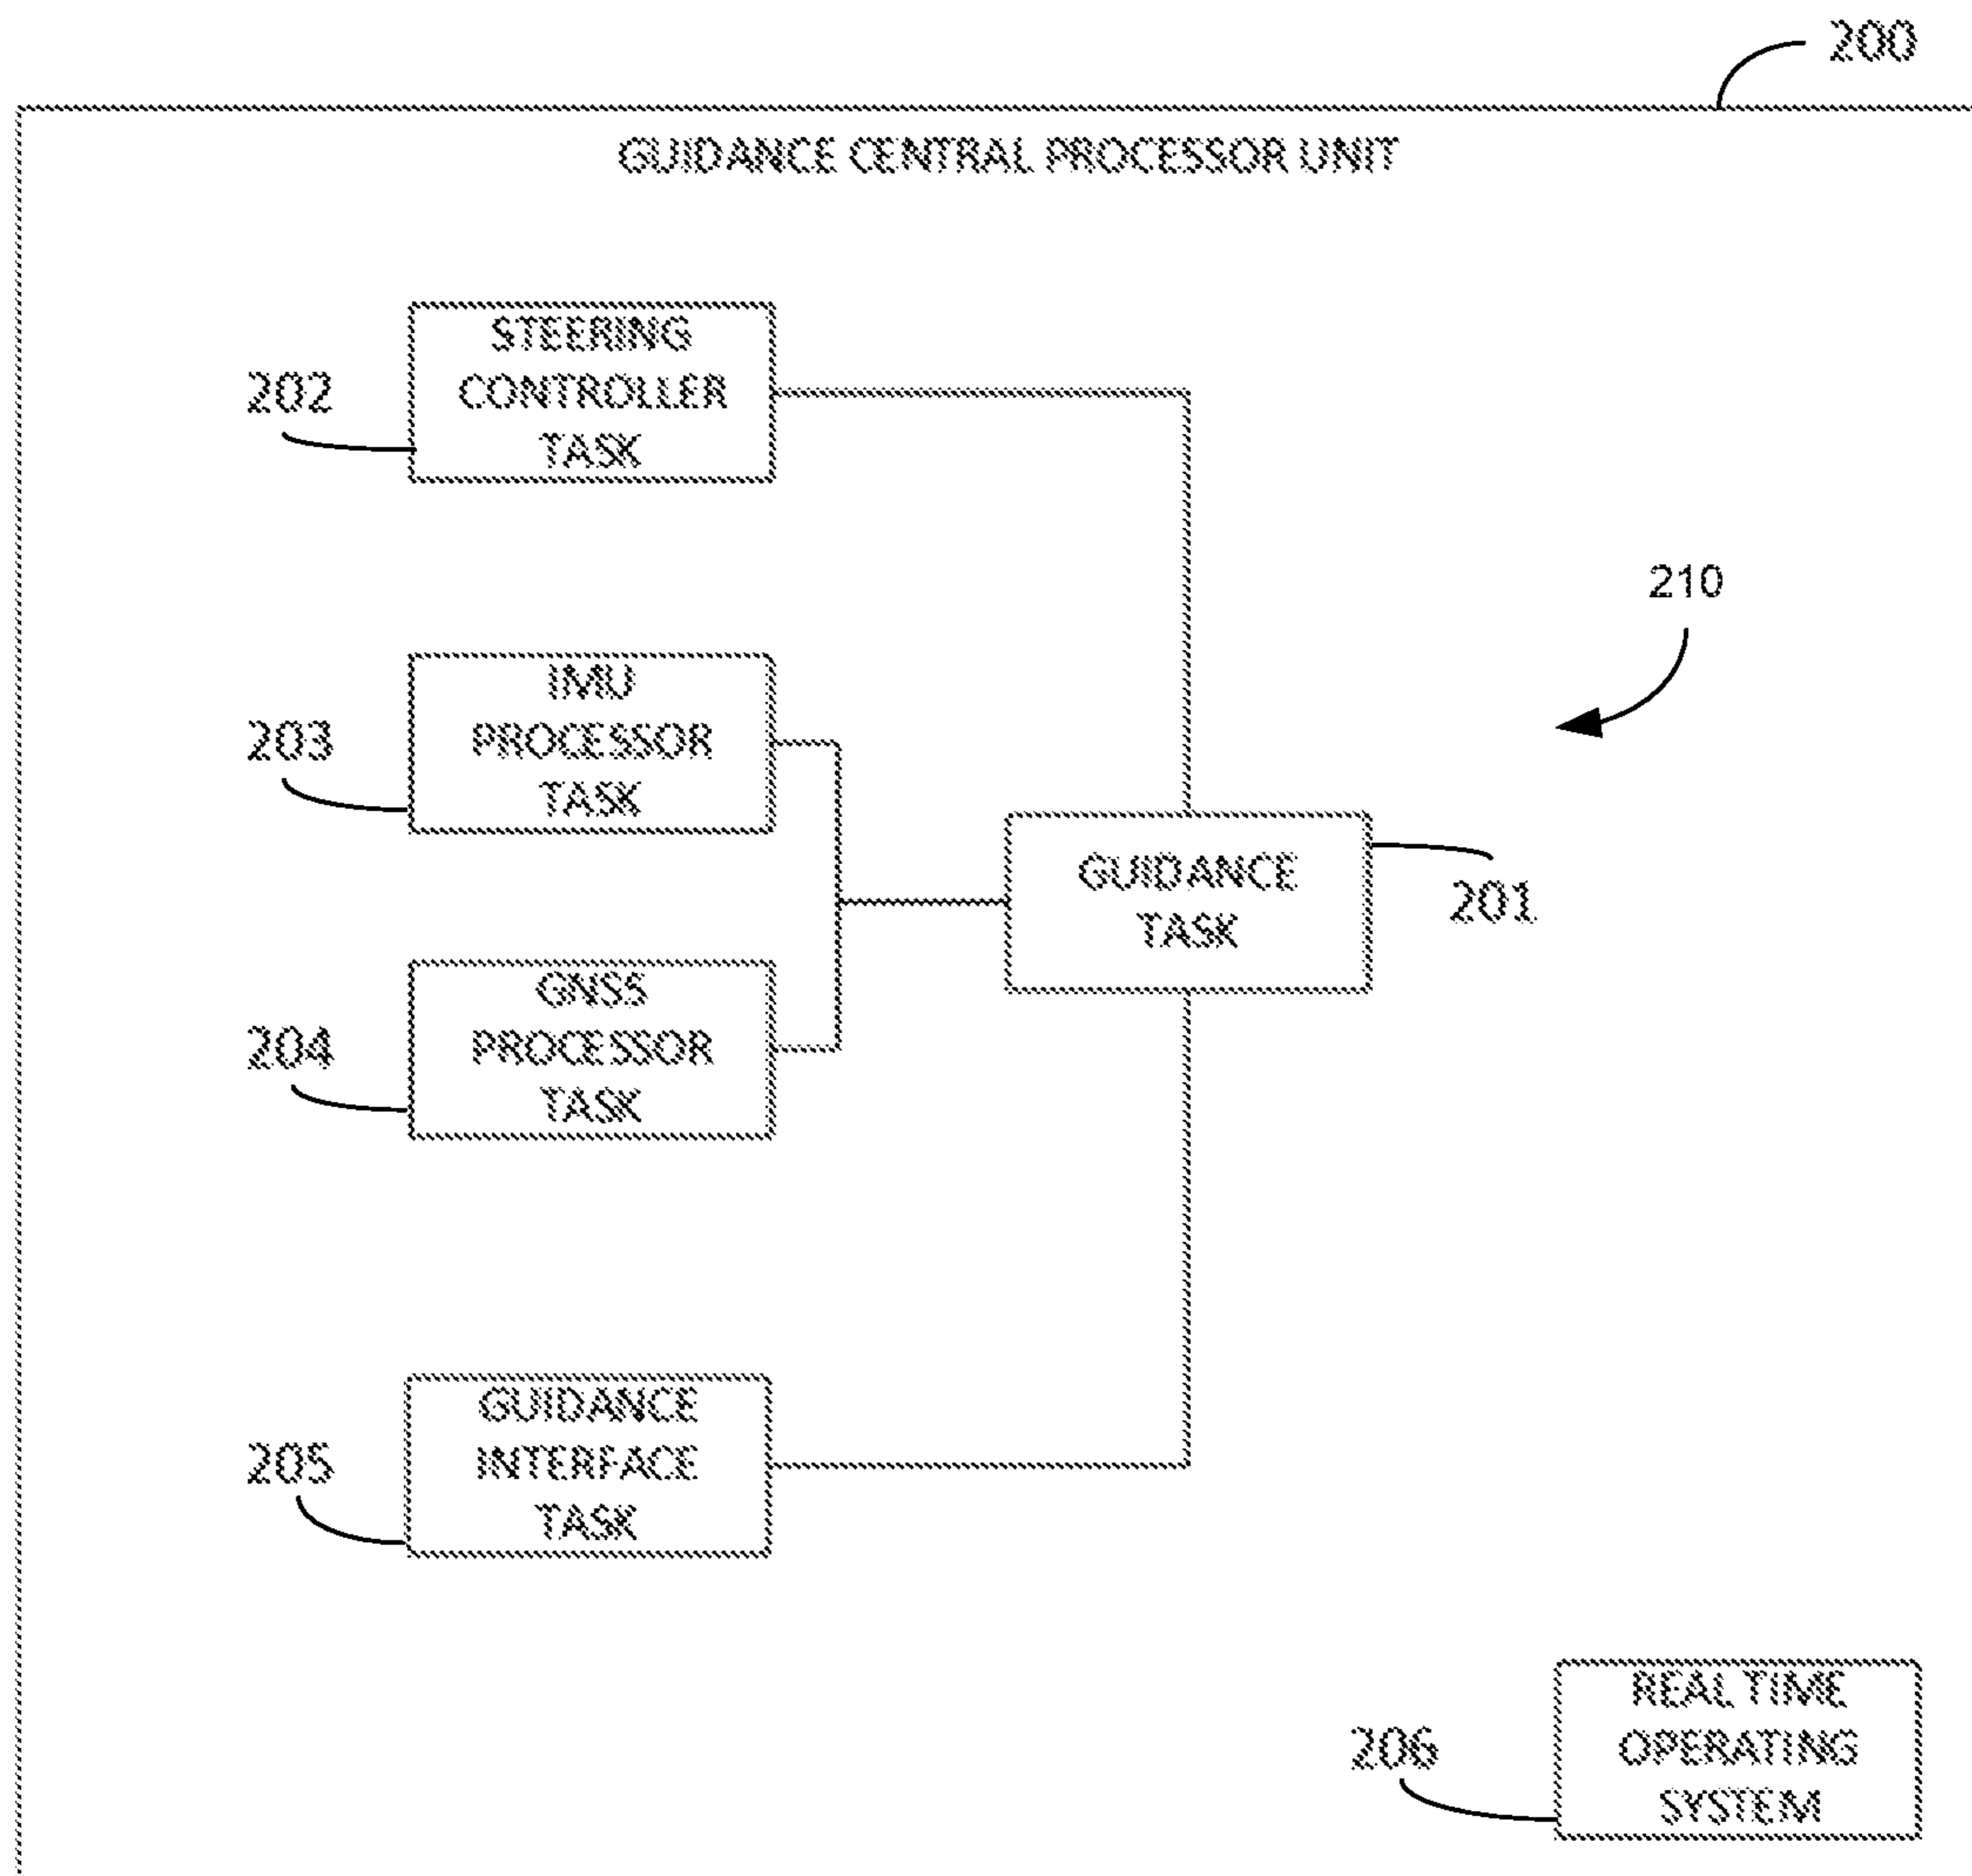 200
GUIDANCE CENTRAL PROCESSOR UNIT
STEERING
CONTROLLER
TASK
202
210
IMU
PROCESSOR
TASK
203
GUIDANCE
TASK
201
GNSS
PROCESSOR
TASK
204
GUIDANCE
INTERFACE
TASK
205
REAL TIME
OPERATING
SYSTEM
206